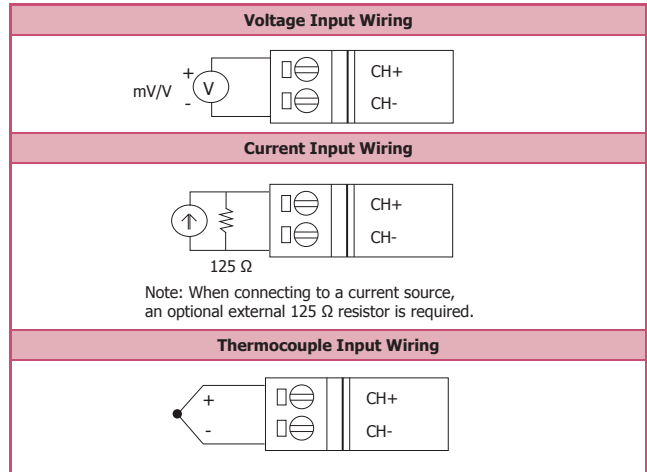 Voltage Input Wiring
mV/V
+
V
-
CH+
CH-
Current Input Wiring
CH+
CH-
125 Ω
Note: When connecting to a current source,
an optional external 125 Ω resistor is required.
Thermocouple Input Wiring
+
-
CH+
CH-